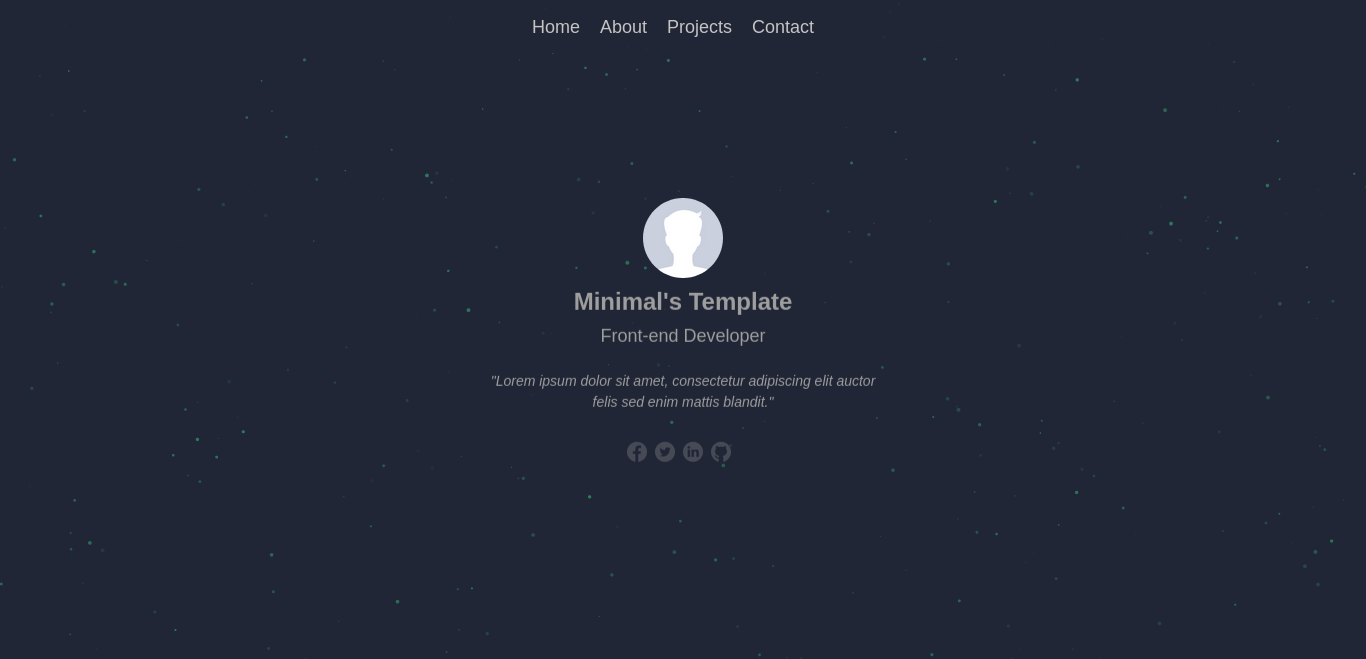 Home About Projects Contact
Minimal's Template
Front-end Developer
"Lorem ipsum dolor sit amet, consectetur adipiscing elit auctor
felis sed enim mattis blandit."